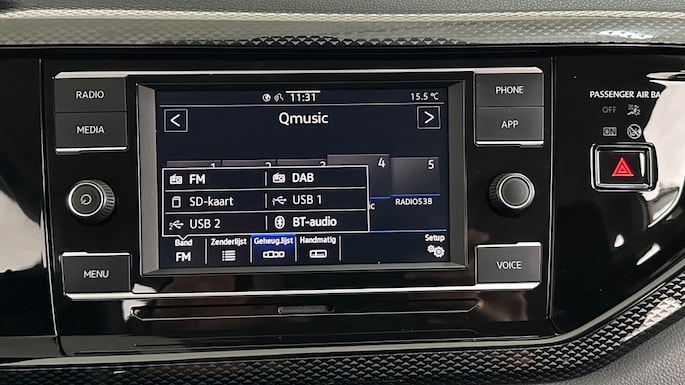 RADIO
MEDIA
MENU
11:31
15.5 °C
<
Qmusic
>
1 2 3 4 5
FM
DAB
SD-kaart
USB 1
USB 2
BT-audio
RADIO538
Band
FM
Zenderlijst
Geheug.lijst
Handmatig
Setup
PHONE
APP
VOICE
PASSENGER AIR BA
OFF
ON